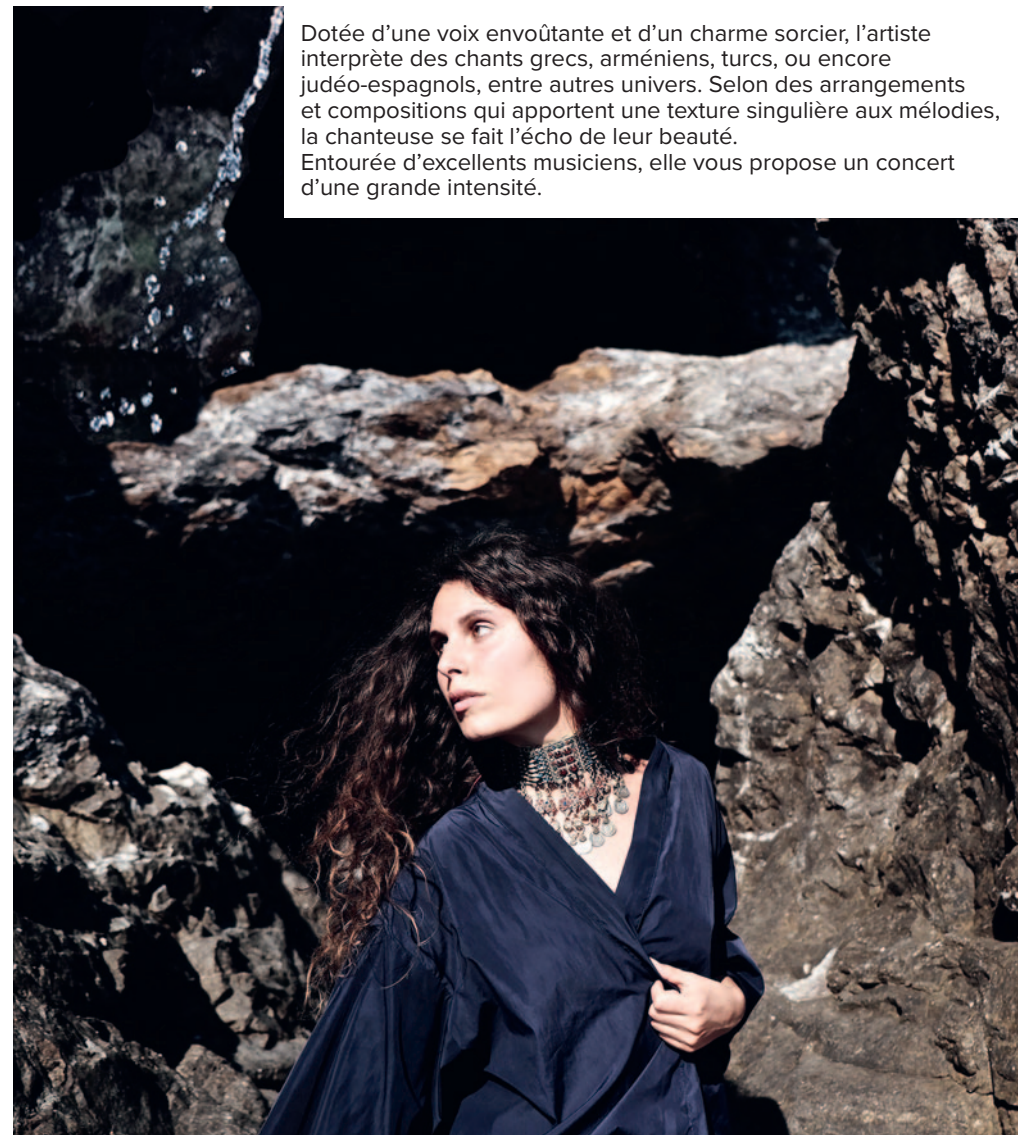 Dotée d’une voix envoûtante et d’un charme sorcier, l’artiste
interprète des chants grecs, arméniens, turcs, ou encore
judéo-espagnols, entre autres univers. Selon des arrangements
et compositions qui apportent une texture singulière aux mélodies,
la chanteuse se fait l’écho de leur beauté.
Entourée d’excellents musiciens, elle vous propose un concert
d’une grande intensité.